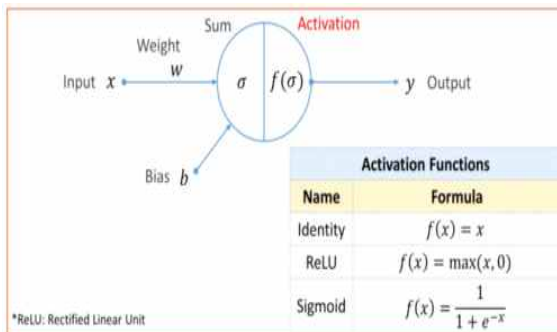 Sum
Activation
Weight
w
Input x
σ
f(σ)
y Output
Bias b
Activation Functions
Name Formula
Identity f(x) = x
ReLU f(x) = max(x, 0)
Sigmoid f(x) = 1 / 1 + e^{-x}
*ReLU: Rectified Linear Unit